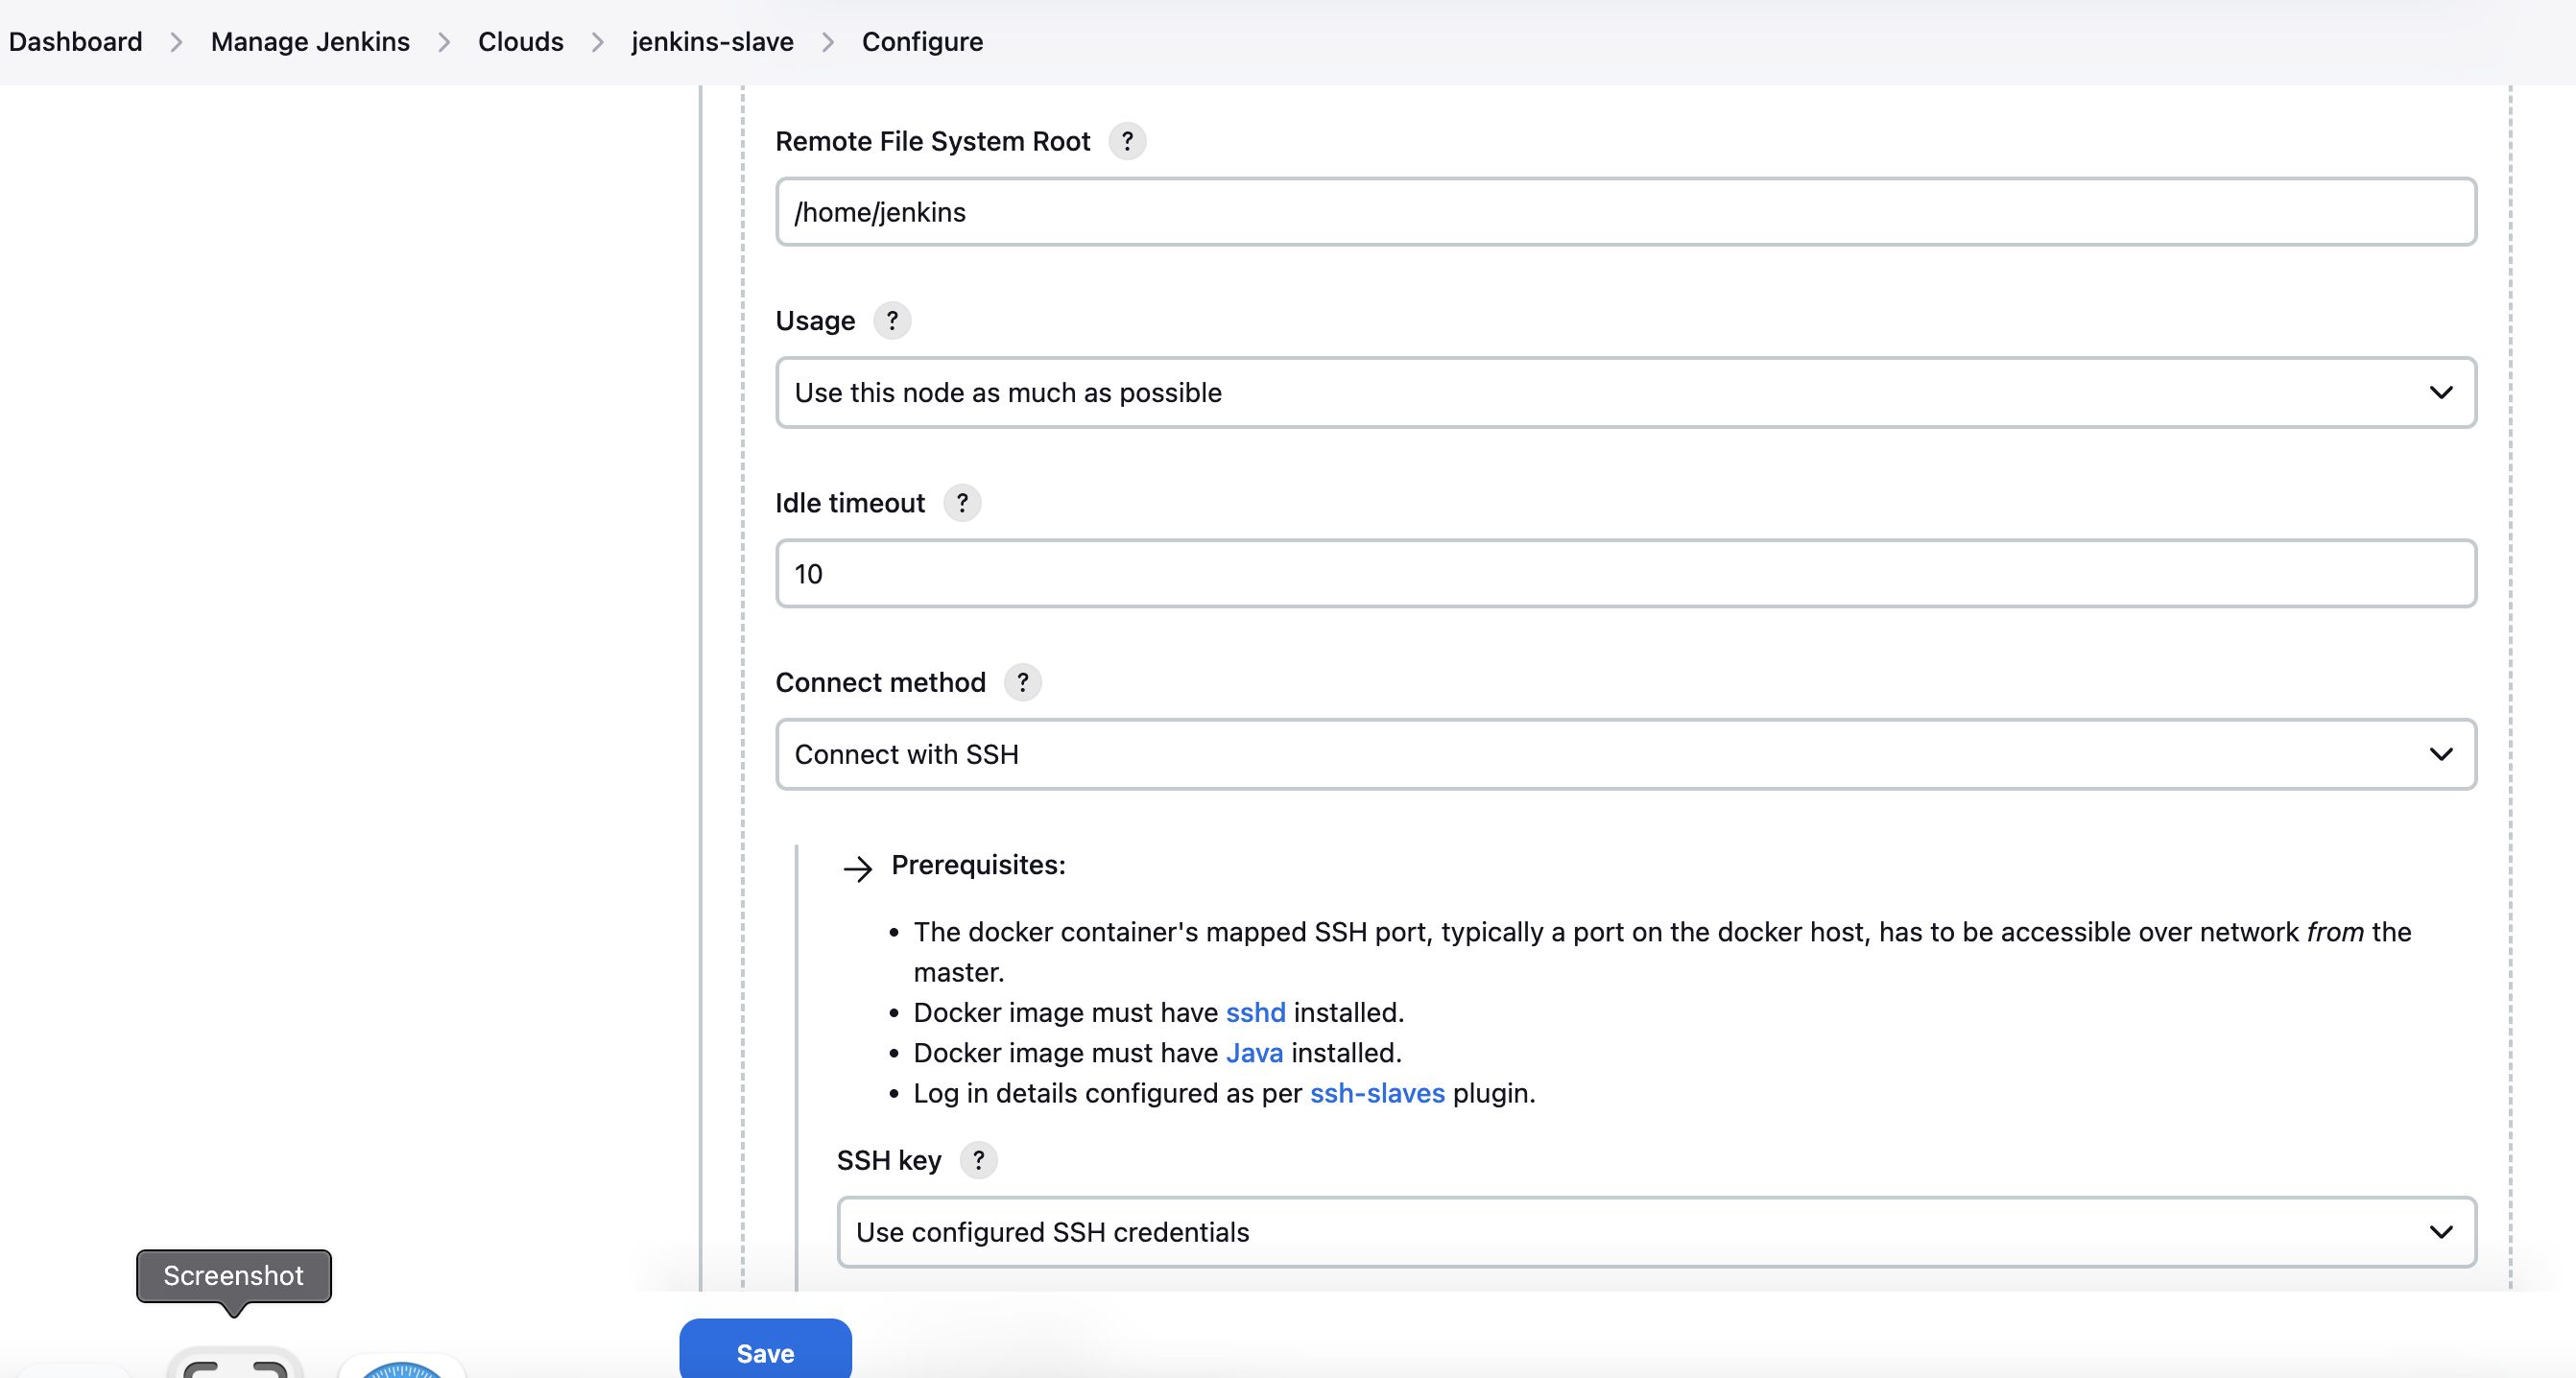 Dashboard > Manage Jenkins > Clouds > jenkins-slave > Configure
Remote File System Root ?
/home/jenkins
Usage ?
Use this node as much as possible
Idle timeout ?
10
Connect method ?
Connect with SSH
→ Prerequisites:
• The docker container's mapped SSH port, typically a port on the docker host, has to be accessible over network from the
master.
• Docker image must have sshd installed.
• Docker image must have Java installed.
• Log in details configured as per ssh-slaves plugin.
SSH key ?
Use configured SSH credentials
Screenshot
Save